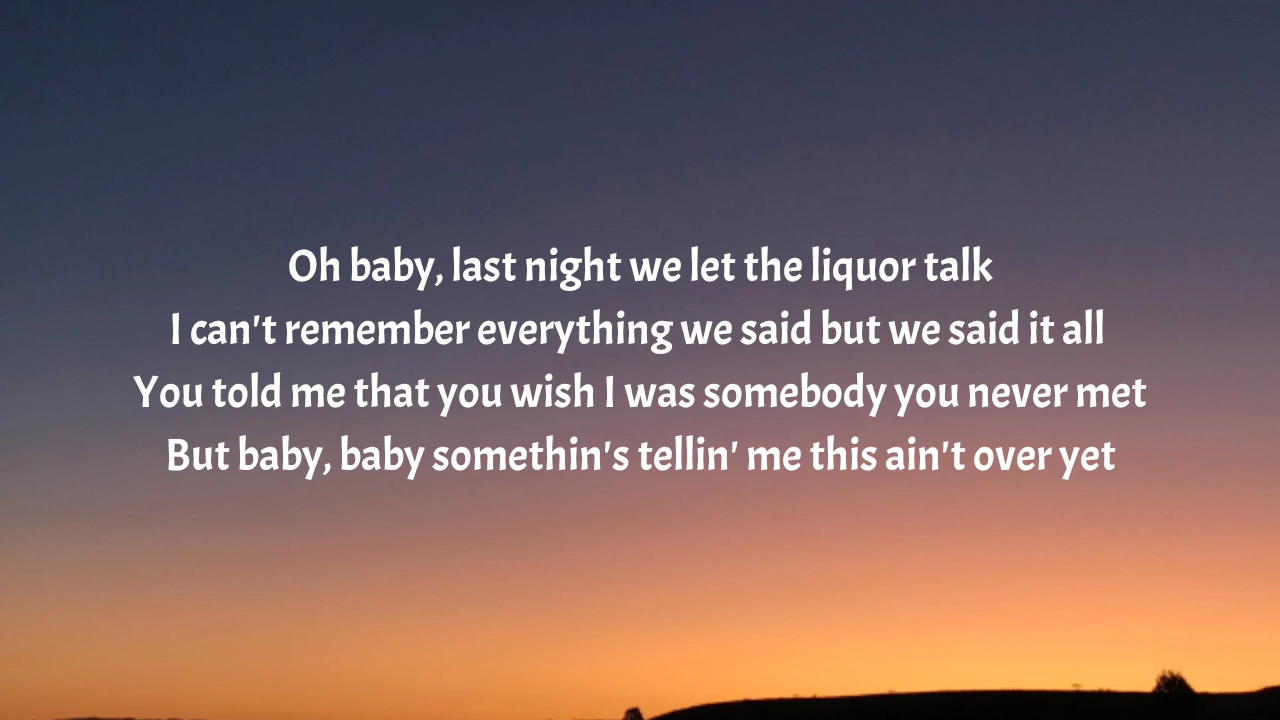 Oh baby, last night we let the liquor talk
I can't remember everything we said but we said it all
You told me that you wish I was somebody you never met
But baby, baby somethin's tellin' me this ain't over yet